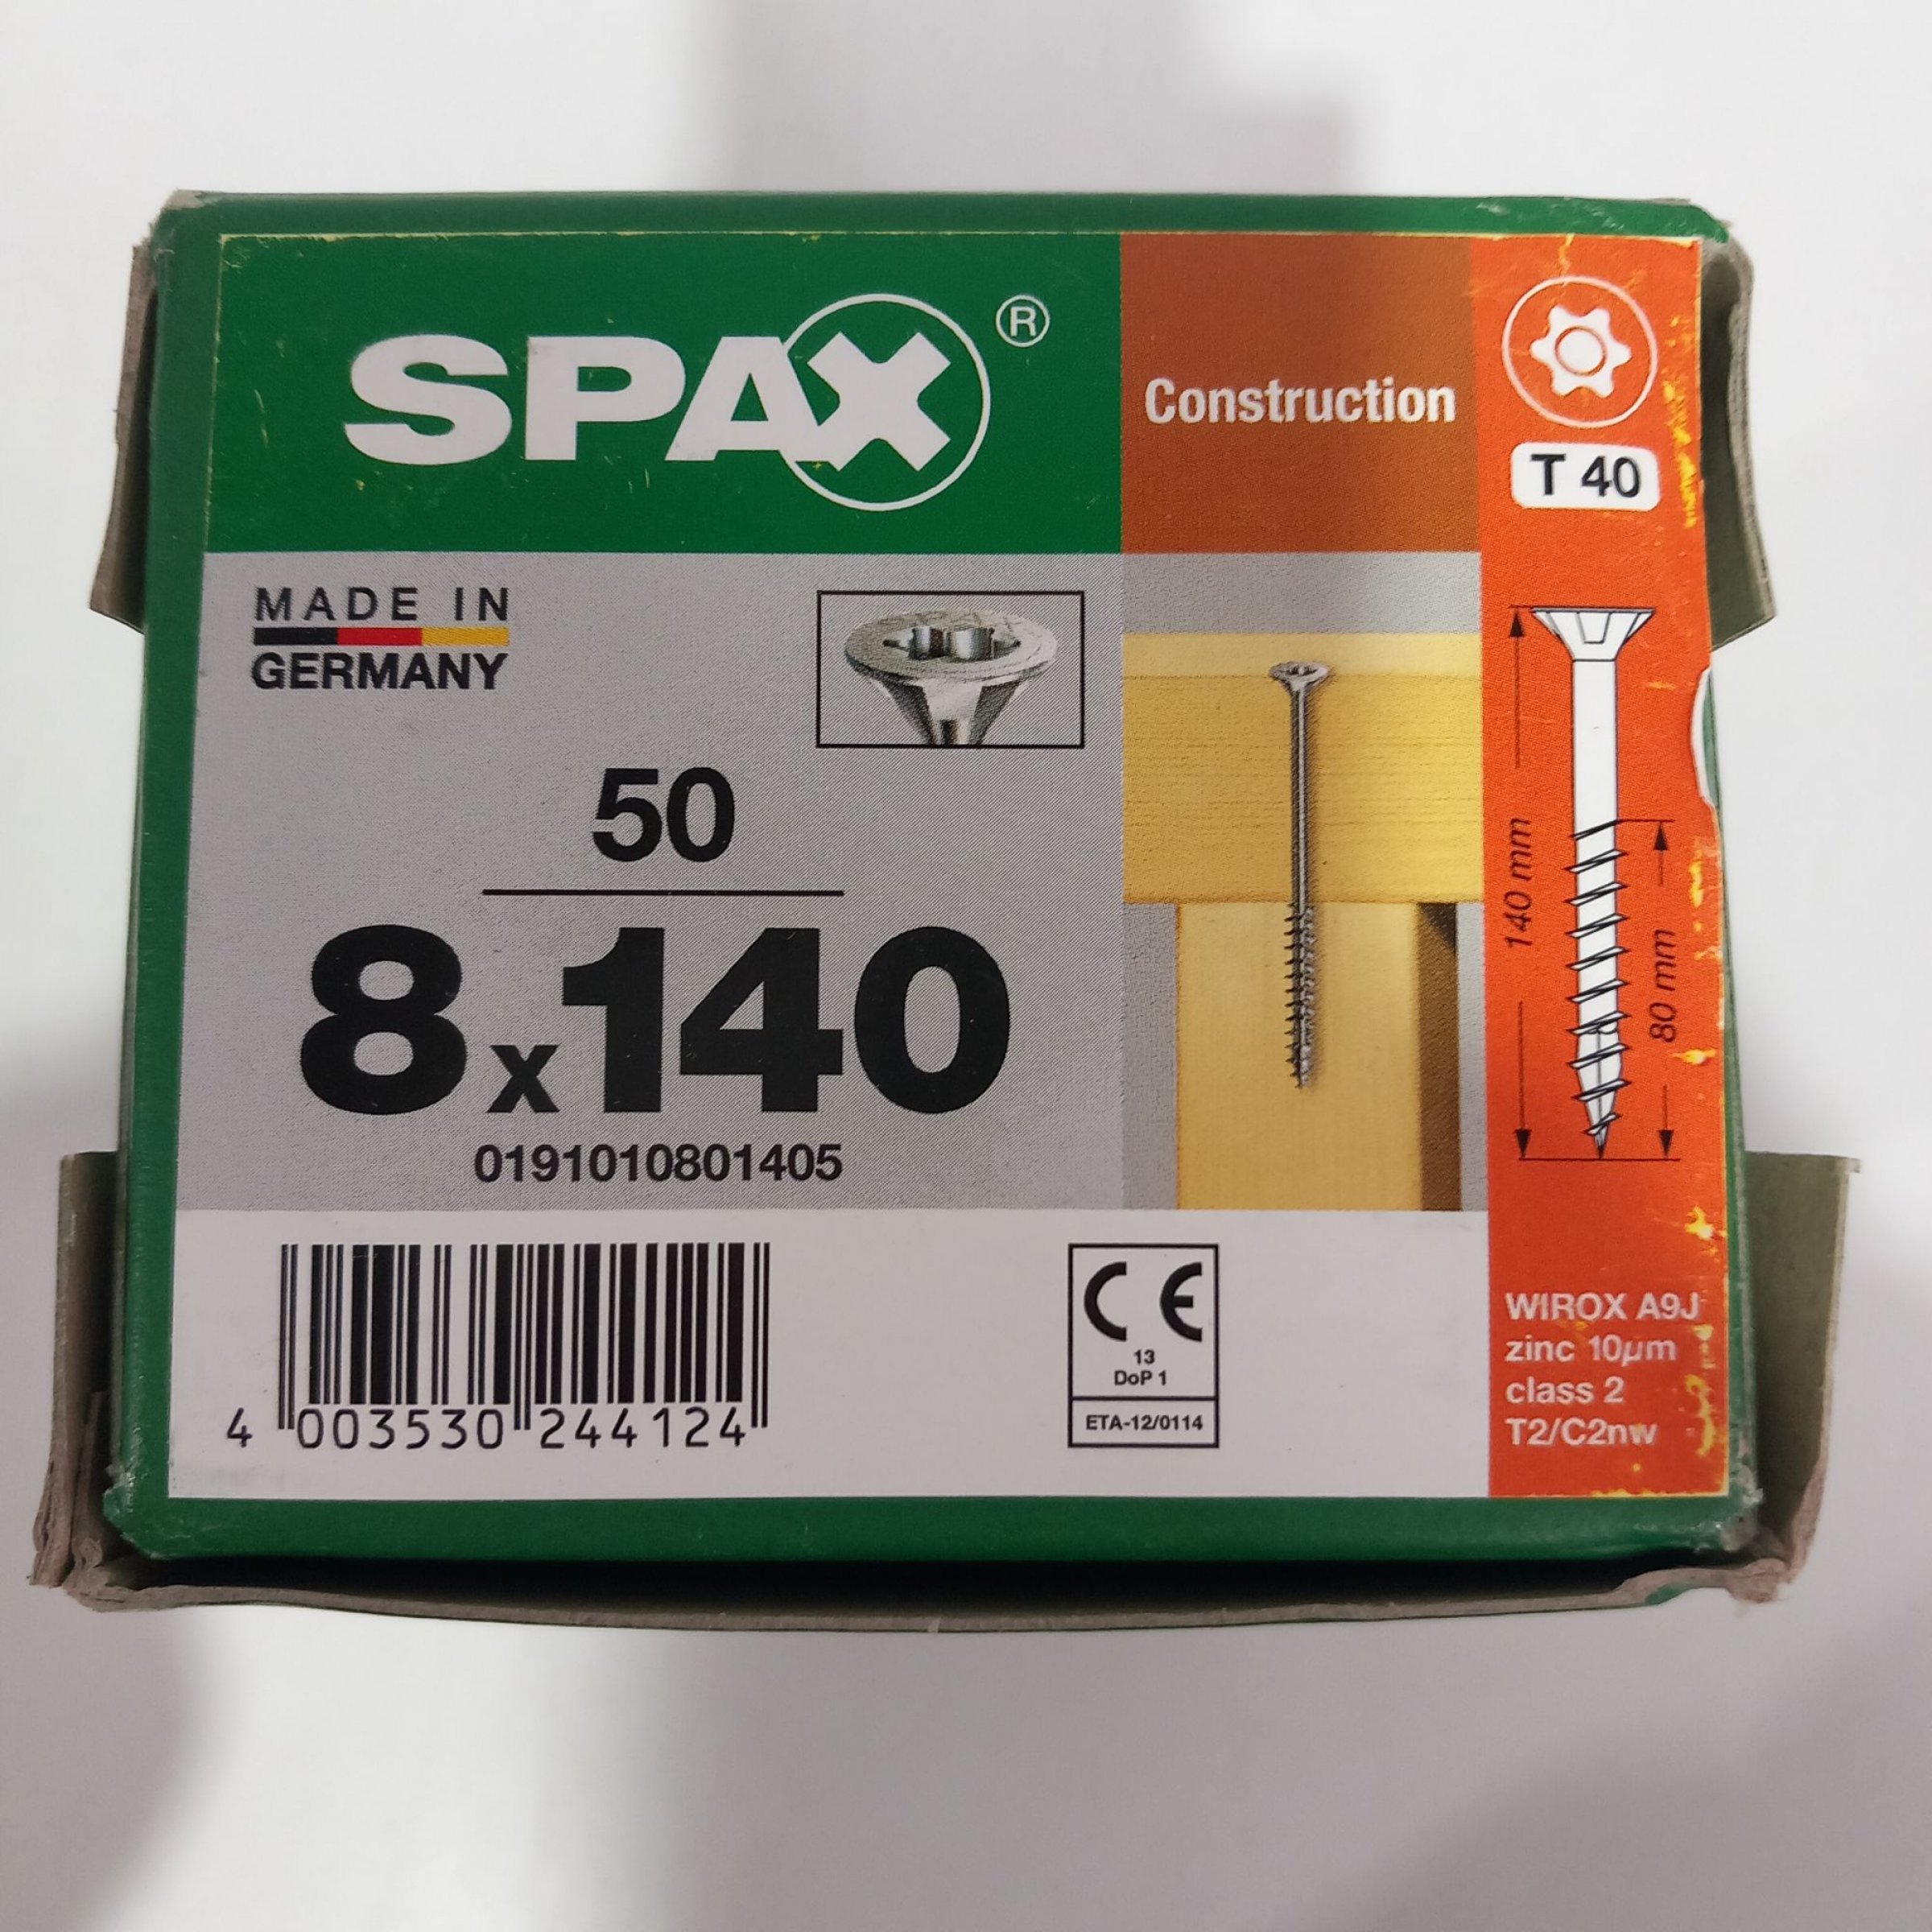 SPAX®
Construction
T 40
MADE IN
GERMANY
50
8x140
0191010801405
140 mm
80 mm
4 003530 244124
CE
13
DoP 1
ETA-12/0114
WIROX A9J
zinc 10µm
class 2
T2/C2nw